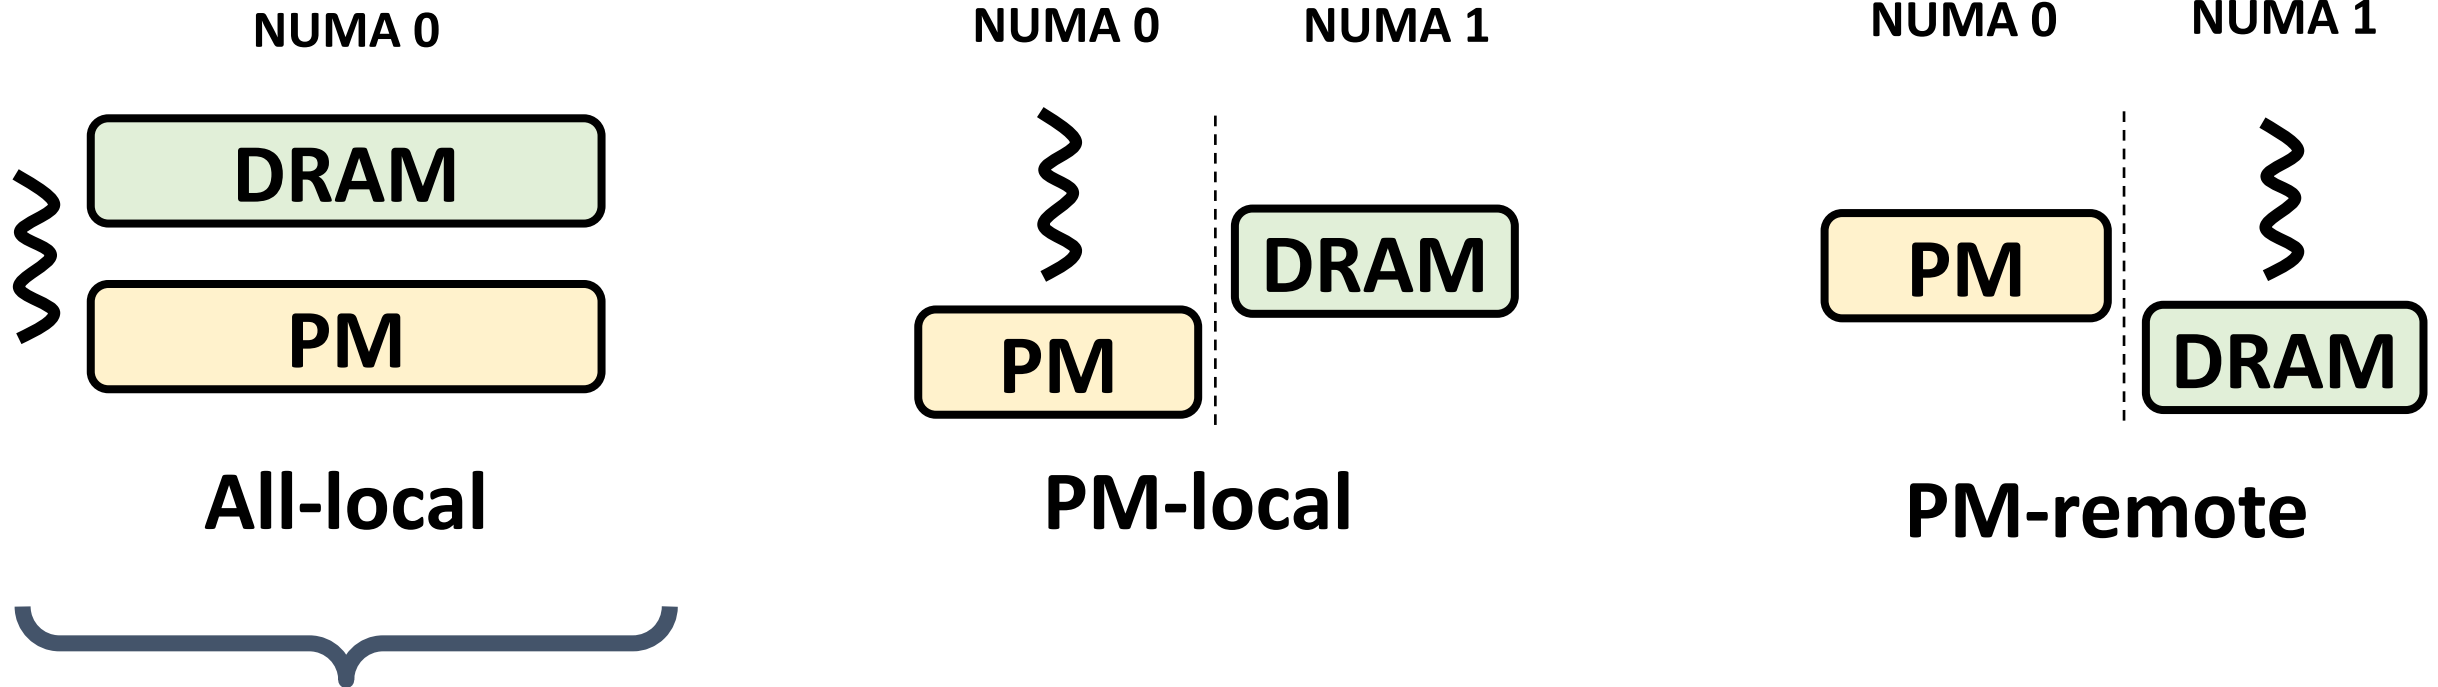 NUMA 0
DRAM
PM
All-local
NUMA 0
NUMA 1
DRAM
PM
PM-local
NUMA 0
NUMA 1
PM
DRAM
PM-remote